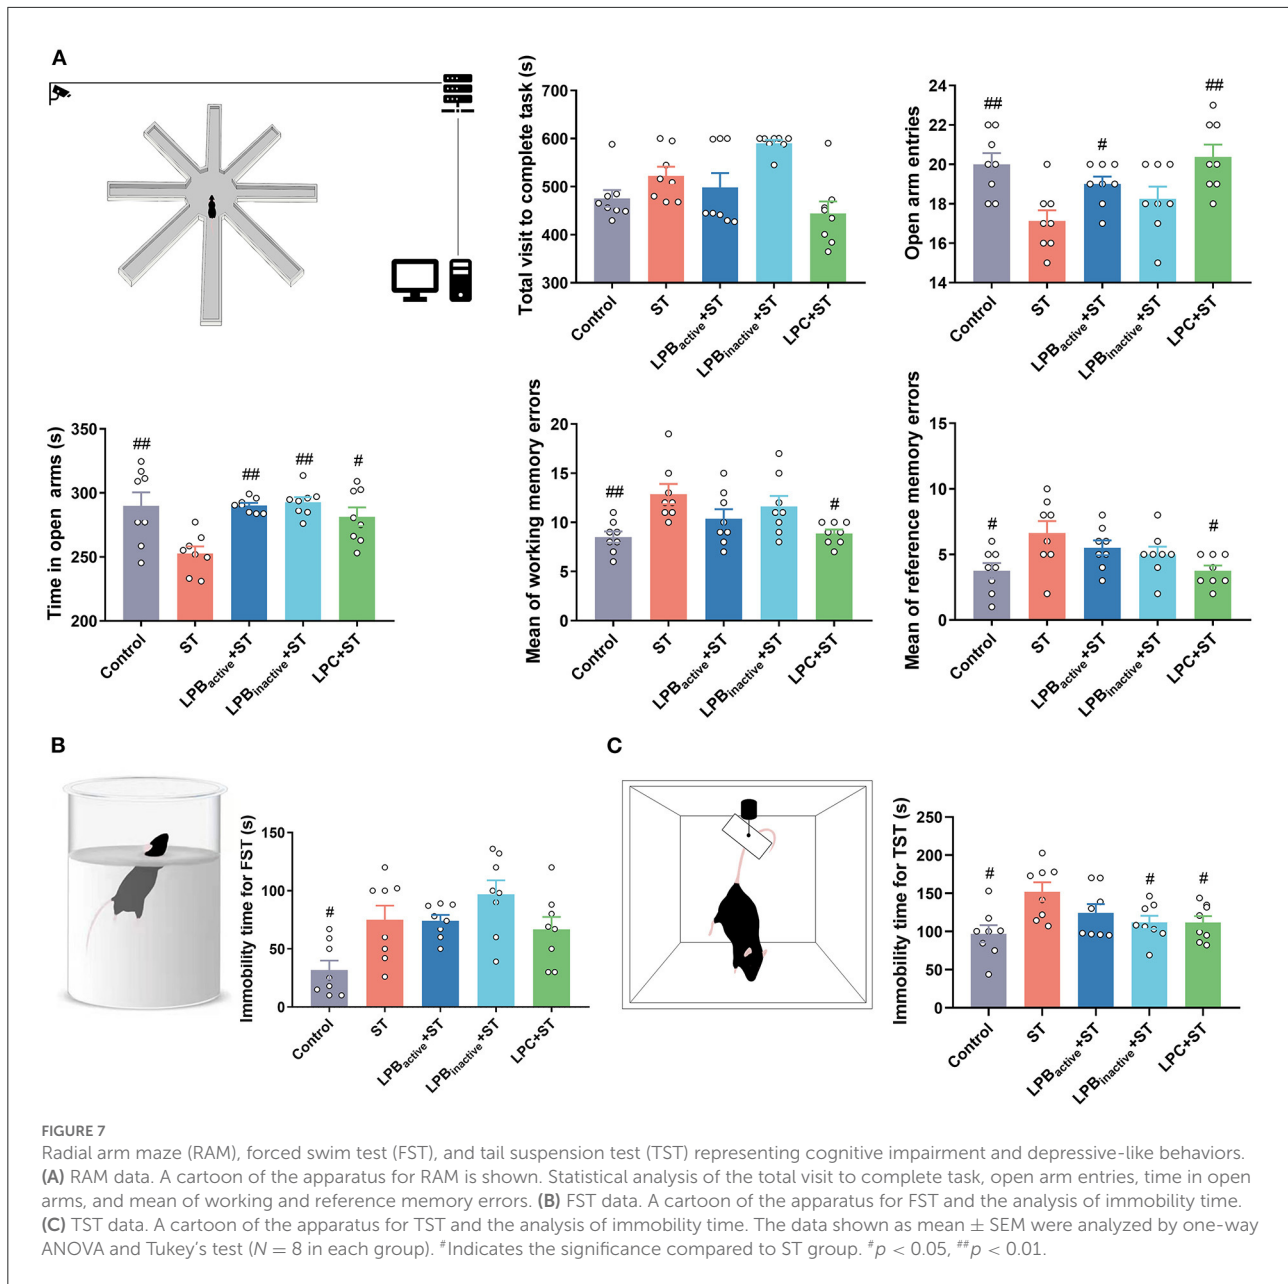 A
Total visit to complete task (s)
700
600
500
400
300
Control
ST
LPBactive+ST
LPBinactive+ST
LPC+ST
Open arm entries
24
22
20
18
16
14
##
#
##
Control
ST
LPBactive+ST
LPBinactive+ST
LPC+ST
Time in open arms (s)
350
300
250
200
##
##
##
#
Control
ST
LPBactive+ST
LPBinactive+ST
LPC+ST
Mean of working memory errors
20
15
10
5
0
##
#
Control
ST
LPBactive+ST
LPBinactive+ST
LPC+ST
Mean of reference memory errors
15
10
5
0
#
#
Control
ST
LPBactive+ST
LPBinactive+ST
LPC+ST
B
Immobility time for FST (s)
150
100
50
0
#
Control
ST
LPBactive+ST
LPBinactive+ST
LPC+ST
C
Immobility time for TST (s)
250
200
150
100
50
0
#
#
#
Control
ST
LPBactive+ST
LPBinactive+ST
LPC+ST
FIGURE 7
Radial arm maze (RAM), forced swim test (FST), and tail suspension test (TST) representing cognitive impairment and depressive-like behaviors.
(A) RAM data. A cartoon of the apparatus for RAM is shown. Statistical analysis of the total visit to complete task, open arm entries, time in open
arms, and mean of working and reference memory errors. (B) FST data. A cartoon of the apparatus for FST and the analysis of immobility time.
(C) TST data. A cartoon of the apparatus for TST and the analysis of immobility time. The data shown as mean ± SEM were analyzed by one-way
ANOVA and Tukey's test (N = 8 in each group). #Indicates the significance compared to ST group. #p < 0.05, ##p < 0.01.